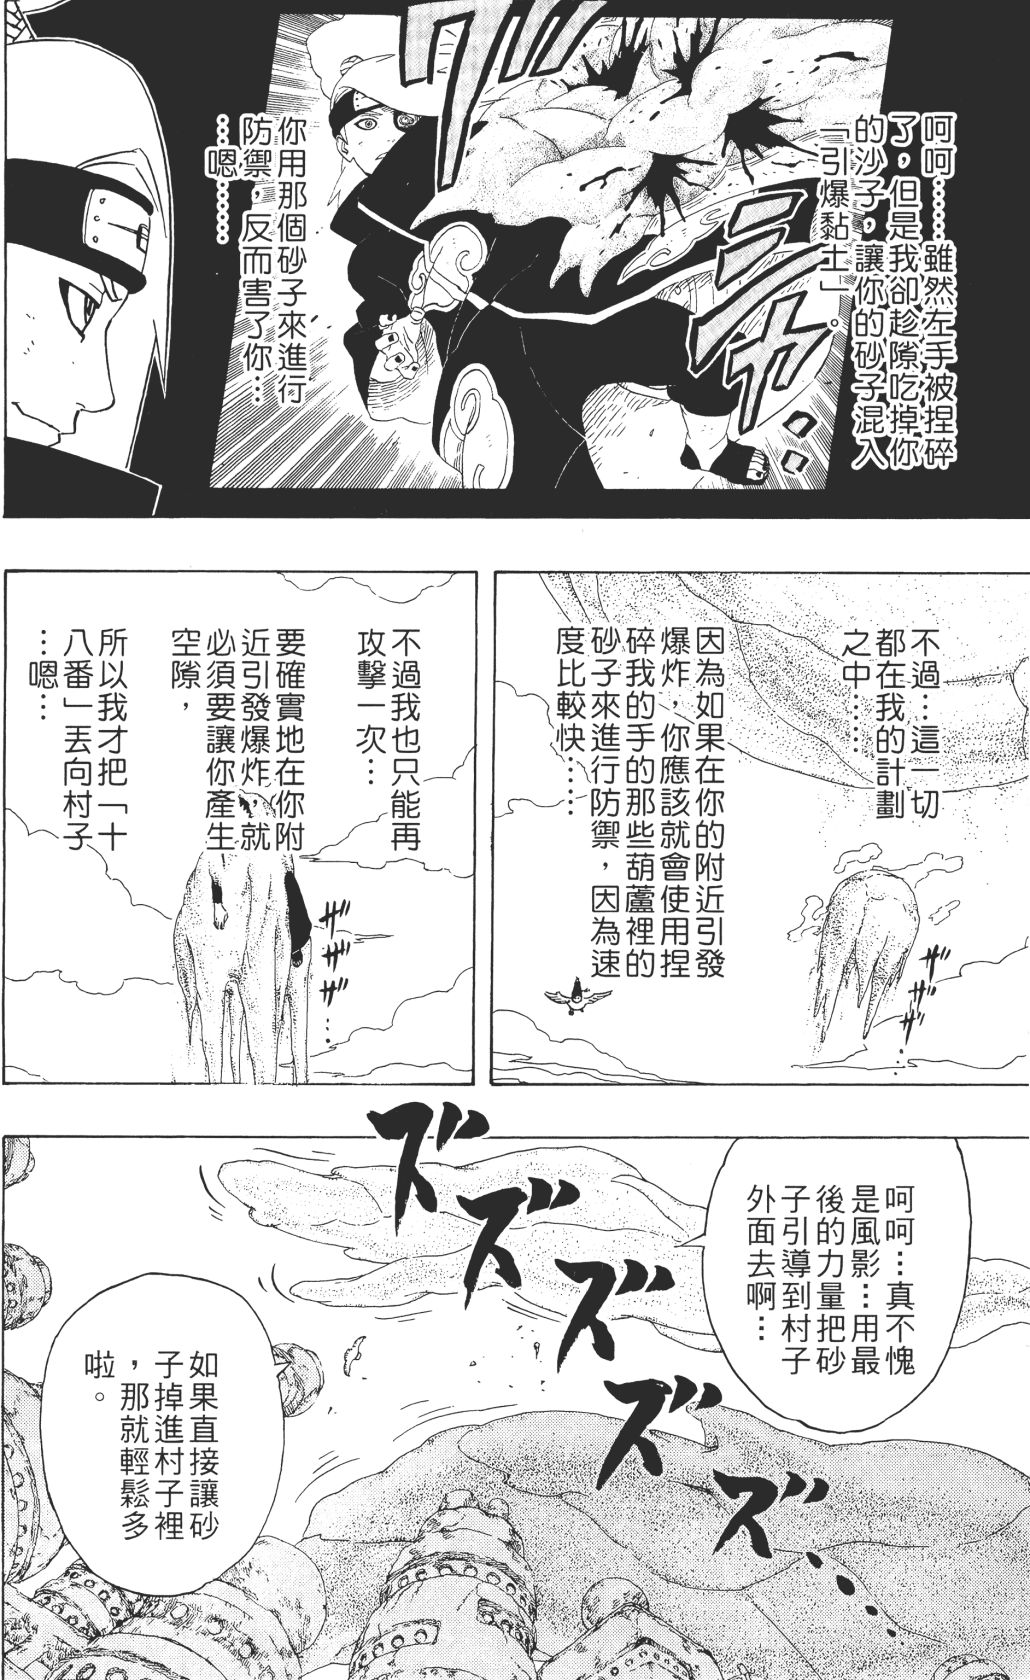 呵呵……雖然左手被捏碎
了，但是我卻趁隙吃掉你
的沙子，讓你的砂子混入
「引爆黏土」。
グググ
ミシ
ミシ
カ…
你用那個砂子來進行
防禦，反而害了你…
…嗯………
不過…這一切
都在我的計劃
之中……
因為如果在你的附近引發
爆炸，你應該就會使用捏
碎我的手的那些葫蘆裡的
砂子來進行防禦，因為速
度比較快……
ザザザ…
不過我也只能再
攻擊一次…
要確實地在你附
近引發爆炸，就
必須要讓你產生
空隙，
所以我才把「十
八番」丟向村子
…嗯…
ザザザ…
呵呵…真不愧
是風影…用最
後的力量把砂
子引導到村子
外面去啊…
如果直接讓砂
子掉進村子裡
，那就輕鬆多
啦。
ズズズズズ…